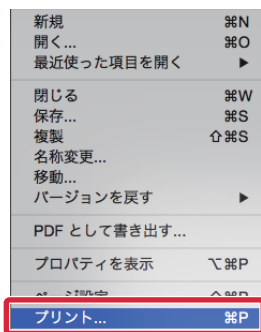 新規 ⌘N
開く... ⌘O
最近使った項目を開く ▶
閉じる ⌘W
保存... ⌘S
複製 ⇧⌘S
名称変更...
移動...
バージョンを戻す ▶
PDF として書き出す...
プロパティを表示 ⌥⌘P
プリント... ⌘P